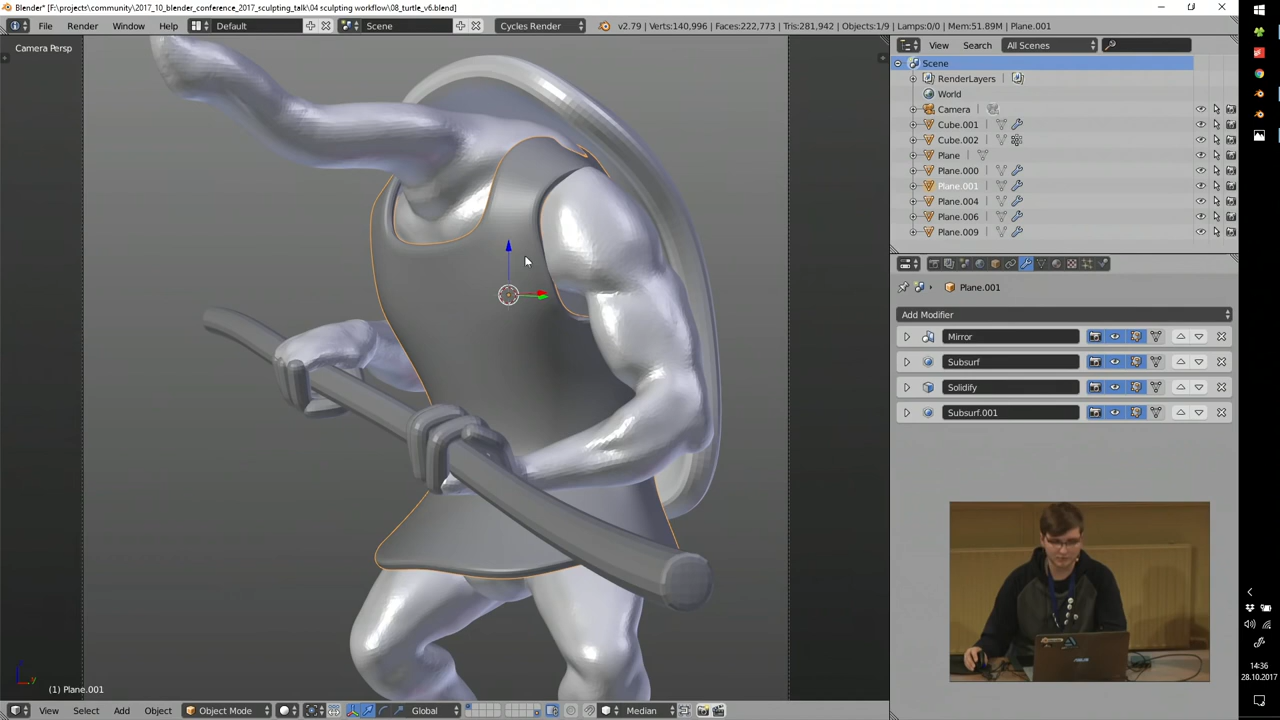 Blender* [F:\projects\community\2017_10_blender_conference_2017_sculpting_talk\04 sculpting workflow\08_turtle_v6.blend]
File Render Window Help Default Scene Cycles Render v2.79 | Verts:140,996 | Faces:222,773 | Tris:281,942 | Objects:1/9 | Lamps:0/0 | Mem:51.89M | Plane.001
Camera Persp
View Search All Scenes
Scene
RenderLayers
World
Camera
Cube.001
Cube.002
Plane
Plane.000
Plane.001
Plane.004
Plane.006
Plane.009
Plane.001
Add Modifier
Mirror
Subsurf
Solidify
Subsurf.001
(1) Plane.001
View Select Add Object Object Mode Global Median
14:36
28.10.2017